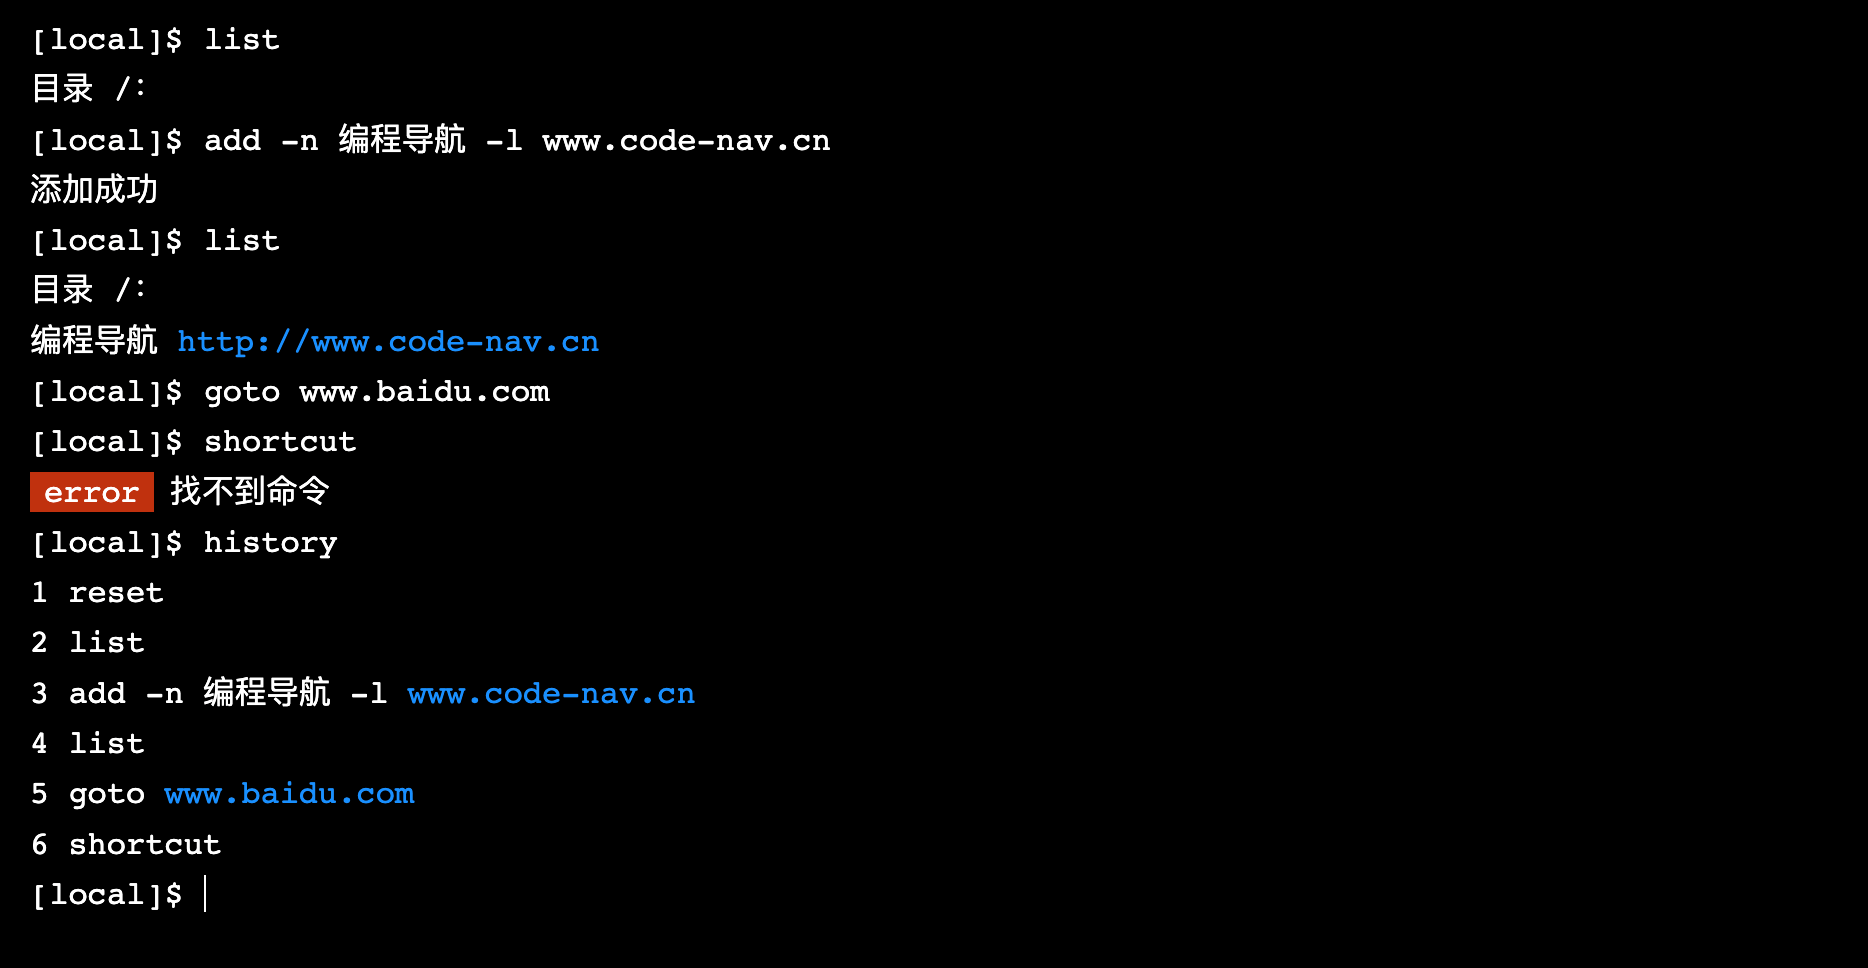 [local]$ list
目录 /:
[local]$ add -n 编程导航 -l www.code-nav.cn
添加成功
[local]$ list
目录 /:
编程导航 http://www.code-nav.cn
[local]$ goto www.baidu.com
[local]$ shortcut
error 找不到命令
[local]$ history
1 reset
2 list
3 add -n 编程导航 -l www.code-nav.cn
4 list
5 goto www.baidu.com
6 shortcut
[local]$